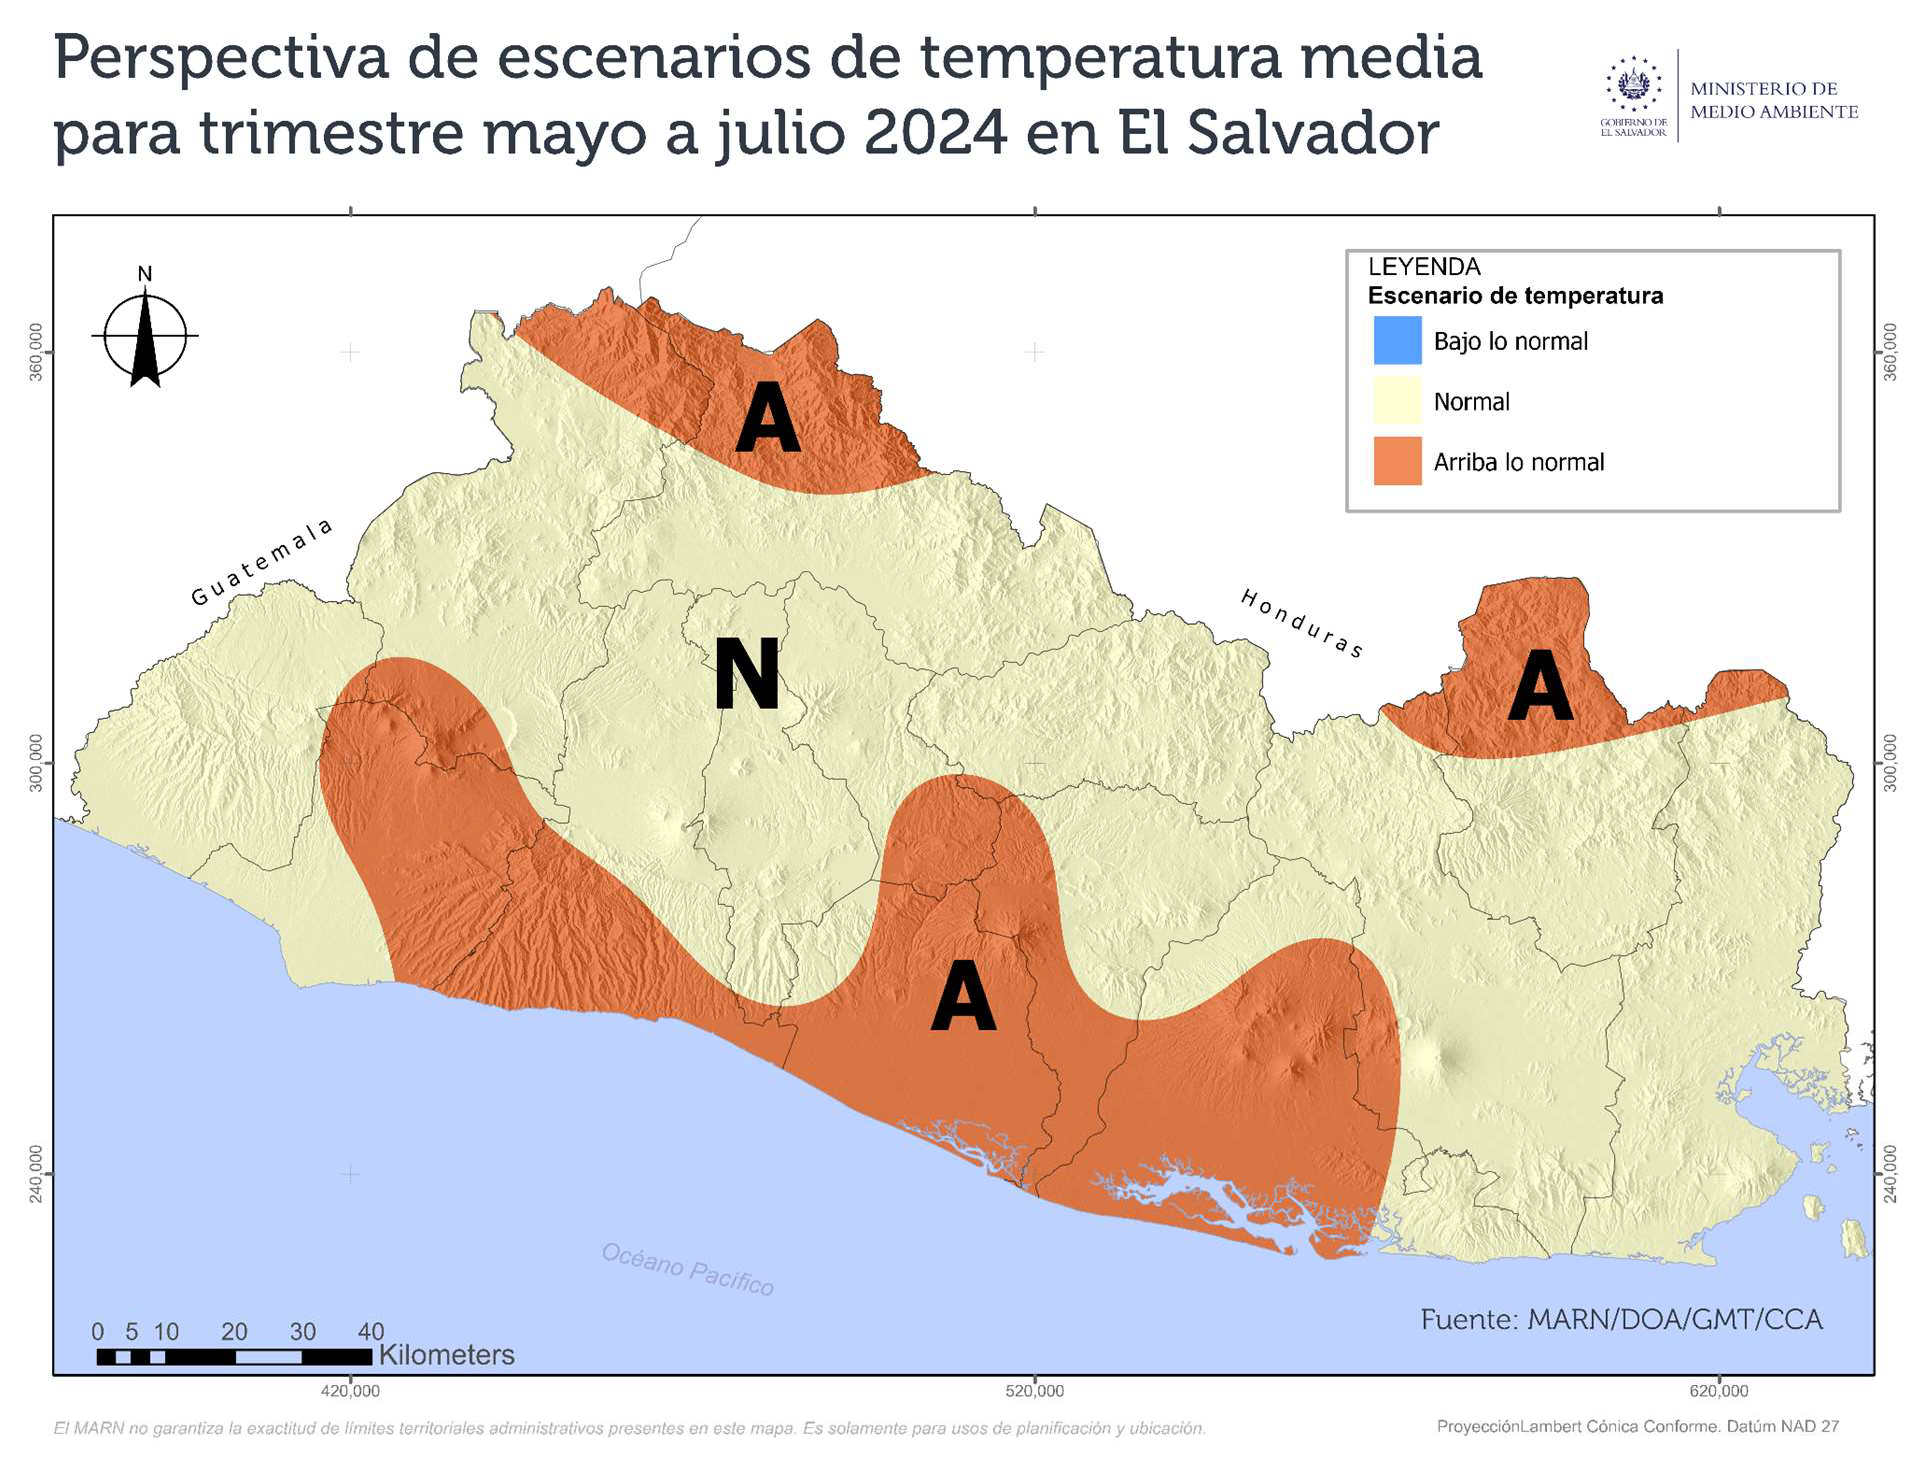 Perspectiva de escenarios de temperatura media
para trimestre mayo a julio 2024 en El Salvador
GOBIERNO DE
EL SALVADOR
MINISTERIO DE
MEDIO AMBIENTE
N
LEYENDA
Escenario de temperatura
Bajo lo normal
Normal
Arriba lo normal
360,000
360,000
A
Guatemala
Honduras
N
A
300,000
300,000
A
240,000
240,000
Océano Pacífico
Fuente: MARN/DOA/GMT/CCA
0 5 10 20 30 40
Kilometers
420,000
520,000
620,000
El MARN no garantiza la exactitud de límites territoriales administrativos presentes en este mapa. Es solamente para usos de planificación y ubicación.
ProyecciónLambert Cónica Conforme. Datúm NAD 27